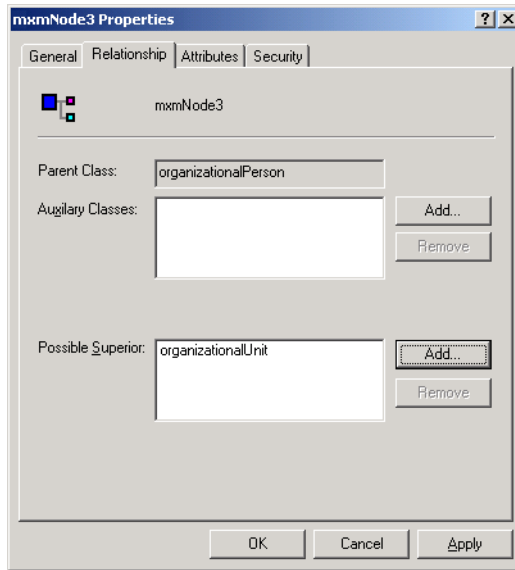 mxmNode3 Properties
General Relationship Attributes Security
mxmNode3
Parent Class: organizationalPerson
Auxilary Classes: Add...
Remove
Possible Superior: organizationalUnit Add...
Remove
OK Cancel Apply